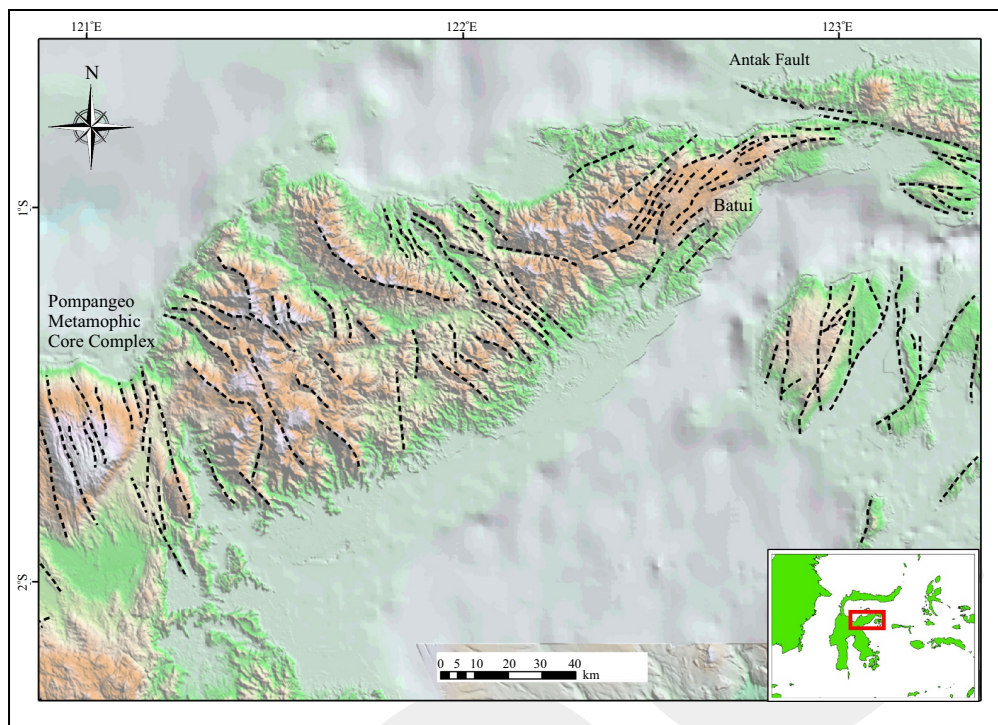 121°E
122°E
123°E
Antak Fault
N
1°S
Batui
Pompangeo
Metamophic
Core Complex
2°S
0 5 10 20 30 40
km